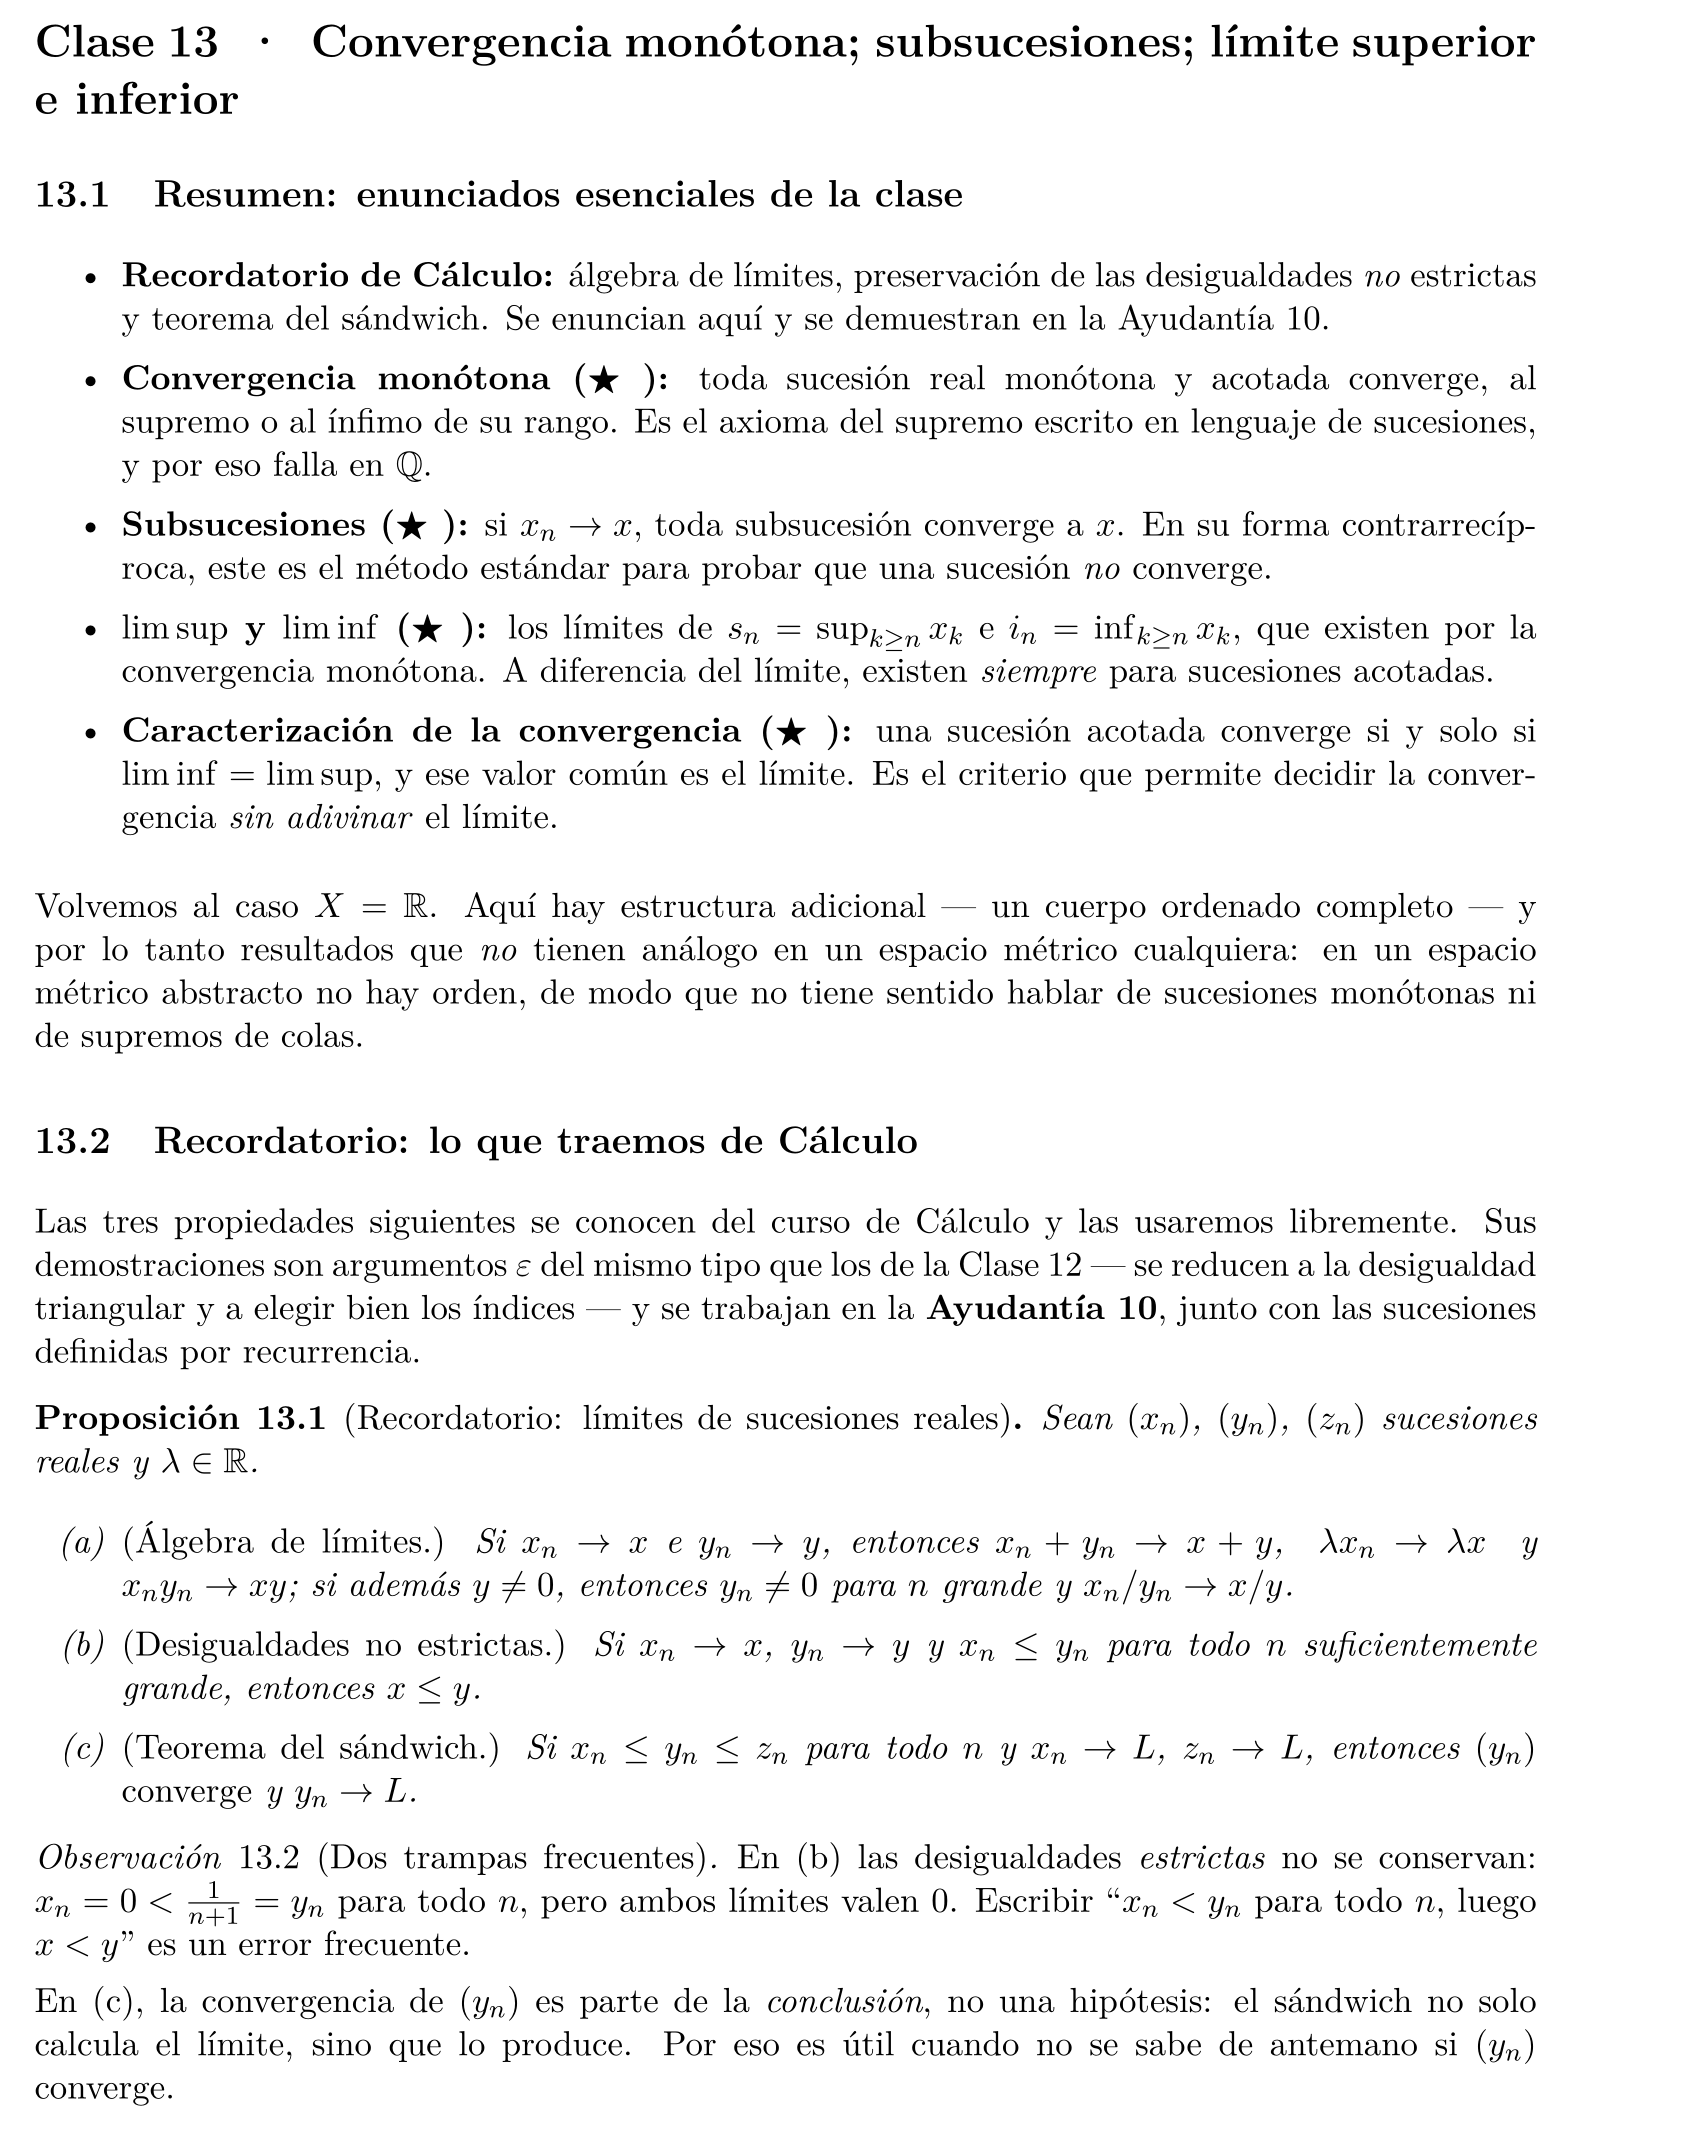 Clase 13 · Convergencia monótona; subsucesiones; límite superior
e inferior
13.1 Resumen: enunciados esenciales de la clase
• Recordatorio de Cálculo: álgebra de límites, preservación de las desigualdades no estrictas
y teorema del sándwich. Se enuncian aquí y se demuestran en la Ayudantía 10.
• Convergencia monótona (★ ): toda sucesión real monótona y acotada converge, al
supremo o al ínfimo de su rango. Es el axioma del supremo escrito en lenguaje de sucesiones,
y por eso falla en ℚ.
• Subsucesiones (★ ): si xₙ → x, toda subsucesión converge a x. En su forma contrarrecíp-
roca, este es el método estándar para probar que una sucesión no converge.
• lim sup y lim inf (★ ): los límites de sₙ = sup_{k≥n} xₖ e iₙ = inf_{k≥n} xₖ, que existen por la
convergencia monótona. A diferencia del límite, existen siempre para sucesiones acotadas.
• Caracterización de la convergencia (★ ): una sucesión acotada converge si y solo si
lim inf = lim sup, y ese valor común es el límite. Es el criterio que permite decidir la conver-
gencia sin adivinar el límite.
Volvemos al caso X = ℝ. Aquí hay estructura adicional — un cuerpo ordenado completo — y
por lo tanto resultados que no tienen análogo en un espacio métrico cualquiera: en un espacio
métrico abstracto no hay orden, de modo que no tiene sentido hablar de sucesiones monótonas ni
de supremos de colas.
13.2 Recordatorio: lo que traemos de Cálculo
Las tres propiedades siguientes se conocen del curso de Cálculo y las usaremos libremente. Sus
demostraciones son argumentos ε del mismo tipo que los de la Clase 12 — se reducen a la desigualdad
triangular y a elegir bien los índices — y se trabajan en la Ayudantía 10, junto con las sucesiones
definidas por recurrencia.
Proposición 13.1 (Recordatorio: límites de sucesiones reales). Sean (xₙ), (yₙ), (zₙ) sucesiones
reales y λ ∈ ℝ.
(a) (Álgebra de límites.) Si xₙ → x e yₙ → y, entonces xₙ + yₙ → x + y, λxₙ → λx y
xₙyₙ → xy; si además y ≠ 0, entonces yₙ ≠ 0 para n grande y xₙ/yₙ → x/y.
(b) (Desigualdades no estrictas.) Si xₙ → x, yₙ → y y xₙ ≤ yₙ para todo n suficientemente
grande, entonces x ≤ y.
(c) (Teorema del sándwich.) Si xₙ ≤ yₙ ≤ zₙ para todo n y xₙ → L, zₙ → L, entonces (yₙ)
converge y yₙ → L.
Observación 13.2 (Dos trampas frecuentes). En (b) las desigualdades estrictas no se conservan:
xₙ = 0 < 1/(n+1) = yₙ para todo n, pero ambos límites valen 0. Escribir “xₙ < yₙ para todo n, luego
x < y” es un error frecuente.
En (c), la convergencia de (yₙ) es parte de la conclusión, no una hipótesis: el sándwich no solo
calcula el límite, sino que lo produce. Por eso es útil cuando no se sabe de antemano si (yₙ)
converge.